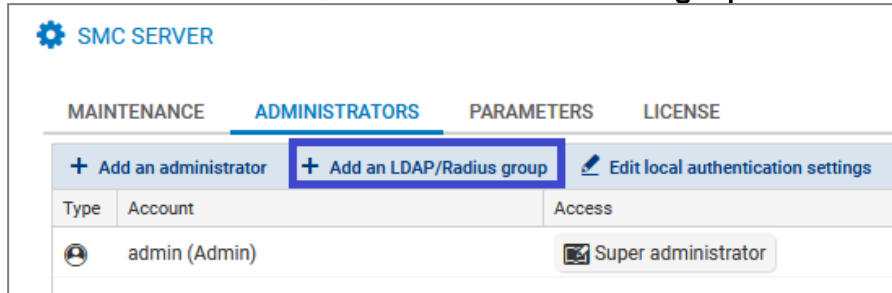 SMC SERVER
MAINTENANCE ADMINISTRATORS PARAMETERS LICENSE
+ Add an administrator + Add an LDAP/Radius group Edit local authentication settings
Type Account Access
admin (Admin) Super administrator